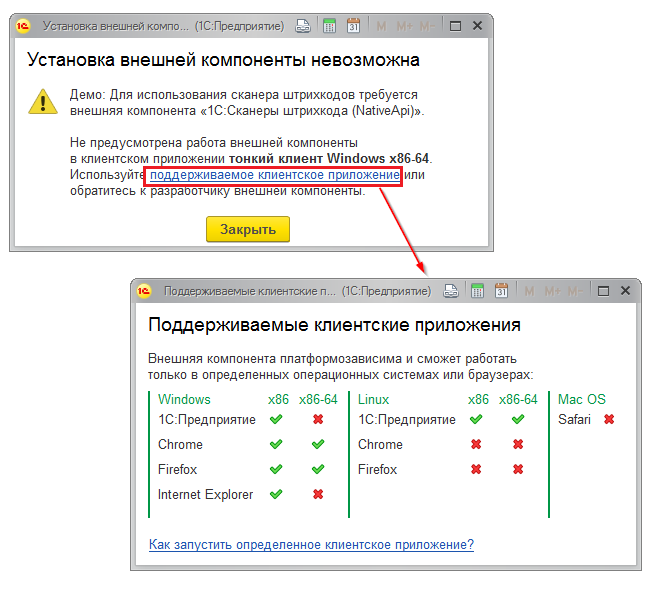 Установка внешней компо... (1С:Предприятие) 31 M M+ M-
Установка внешней компоненты невозможна
Демо: Для использования сканера штрихкодов требуется
внешняя компонента «1С:Сканеры штрихкода (NativeApi)».
Не предусмотрена работа внешней компоненты
в клиентском приложении тонкий клиент Windows x86-64.
Используйте поддерживаемое клиентское приложение или
обратитесь к разработчику внешней компоненты.
Закрыть
Поддерживаемые клиентские п... (1С:Предприятие) 31 M M+ M-
Поддерживаемые клиентские приложения
Внешняя компонента платформозависима и сможет работать
только в определенных операционных системах или браузерах:
Windows x86 x86-64 Linux x86 x86-64 Mac OS
1С:Предприятие 1С:Предприятие Safari
Chrome Chrome
Firefox Firefox
Internet Explorer
Как запустить определенное клиентское приложение?